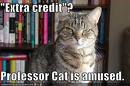 "Extra credit"?
Professor Cat is amused.